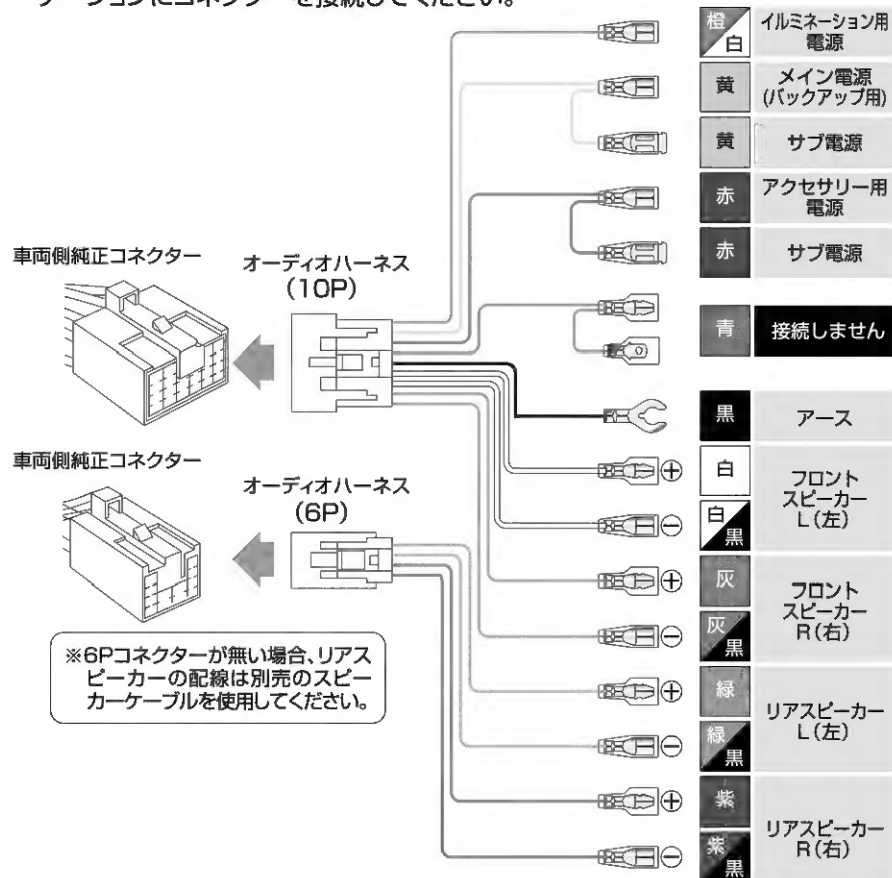 ゲーションにコネクターを接続してください。
橙
白
イルミネーション用
電源
黄
メイン電源
(バックアップ用)
黄
サブ電源
赤
アクセサリー用
電源
赤
サブ電源
青
接続しません
車両側純正コネクター
オーディオハーネス
(10P)
黒
アース
白
⊕
白
黒
⊖
フロント
スピーカー
L(左)
車両側純正コネクター
オーディオハーネス
(6P)
灰
⊕
灰
黒
⊖
フロント
スピーカー
R(右)
※6Pコネクターが無い場合、リアス
ピーカーの配線は別売のスピー
カーケーブルを使用してください。
緑
⊕
緑
黒
⊖
リアスピーカー
L(左)
紫
⊕
紫
黒
⊖
リアスピーカー
R(右)